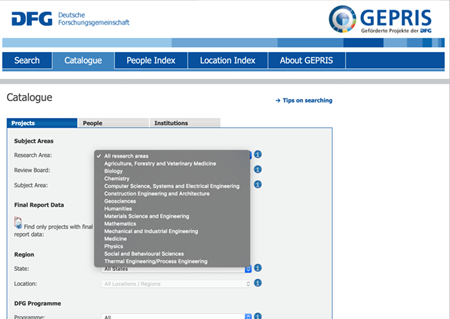 DFG Deutsche Forschungsgemeinschaft
GEPRIS
Geförderte Projekte der DFG
Search Catalogue People Index Location Index About GEPRIS
Catalogue
→ Tips on searching
Projects People Institutions
Subject Areas
Research Area:
✓ All research areas
Agriculture, Forestry and Veterinary Medicine
Review Board:
Biology
Chemistry
Subject Area:
Computer Science, Systems and Electrical Engineering
Construction Engineering and Architecture
Final Report Data
Geosciences
Humanities
Materials Science and Engineering
Find only projects with final
Mathematics
report data:
Mechanical and Industrial Engineering
Medicine
Physics
Region
Social and Behavioural Sciences
Thermal Engineering/Process Engineering
State: All States
Location: All Locations / Regions
DFG Programme
Programme: All